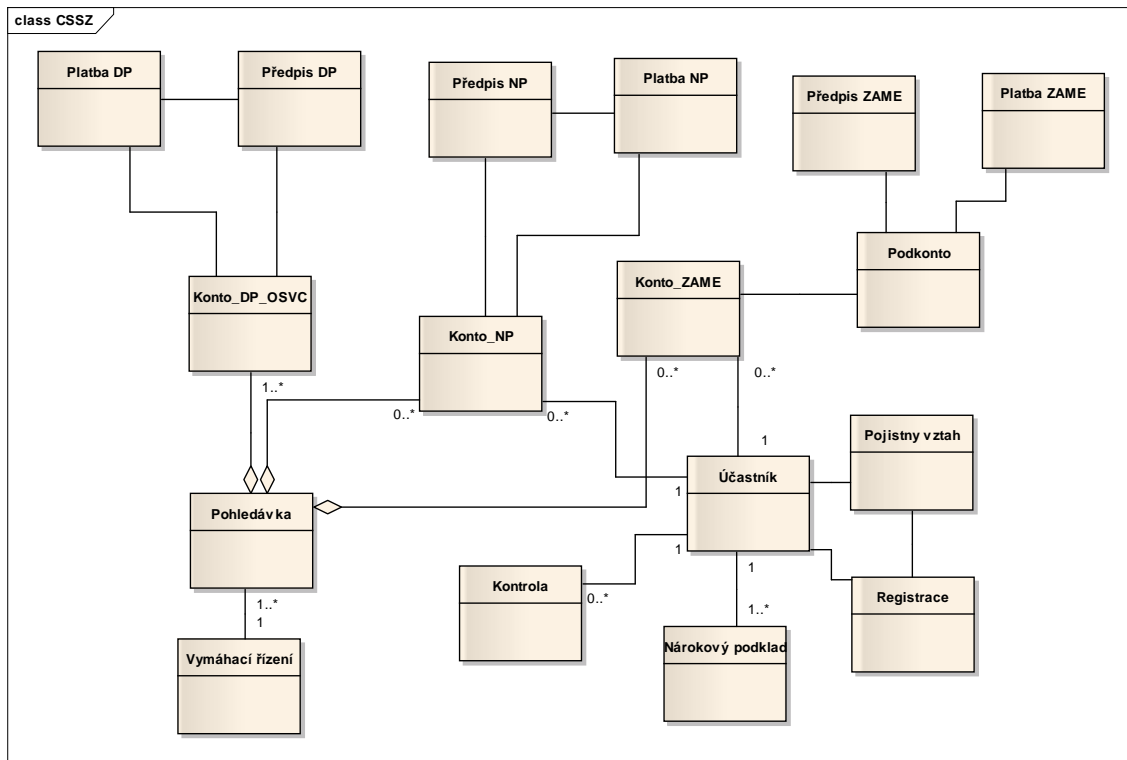 class CSSZ
Platba DP
Předpis DP
Předpis NP
Platba NP
Předpis ZAME
Platba ZAME
Podkonto
Konto_DP_OSVC
Konto_ZAME
Konto_NP
1..*
0..*
0..*
0..*
0..*
1
Pojistny vztah
Účastník
1
Pohledávka
1
1
Kontrola
0..*
Registrace
1..*
1
1..*
Nárokový podklad
Vymáhací řízení